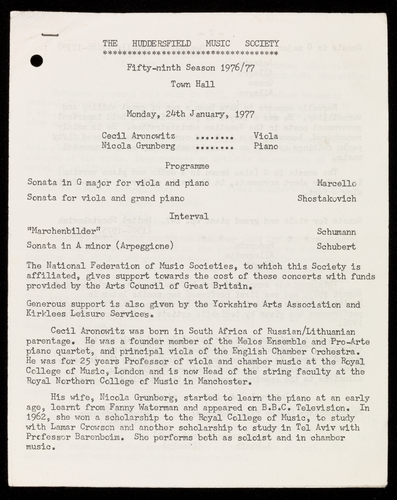 THE HUDDERSFIELD MUSIC SOCIETY
****************************************
Fifty-ninth Season 1976/77
Town Hall
Monday, 24th January, 1977
Cecil Aronowitz ........ Viola
Nicola Grunberg ........ Piano
Programme
Sonata in G major for viola and piano Marcello
Sonata for viola and grand piano Shostakovich
Interval
"Marchenbilder" Schumann
Sonata in A minor (Arpeggione) Schubert
The National Federation of Music Societies, to which this Society is
affiliated, gives support towards the cost of these concerts with funds
provided by the Arts Council of Great Britain.
Generous support is also given by the Yorkshire Arts Association and
Kirklees Leisure Services.
Cecil Aronowitz was born in South Africa of Russian/Lithuanian
parentage. He was a founder member of the Melos Ensemble and Pro-Arte
piano quartet, and principal viola of the English Chamber Orchestra.
He was for 25 years Professor of viola and chamber music at the Royal
College of Music, London and is now Head of the string faculty at the
Royal Northern College of Music in Manchester.
His wife, Nicola Grunberg, started to learn the piano at an early
age, learnt from Fanny Waterman and appeared on B.B.C. Television. In
1962, she won a scholarship to the Royal College of Music, to study
with Lamar Crowson and another scholarship to study in Tel Aviv with
Professor Barenboim. She performs both as soloist and in chamber
music.